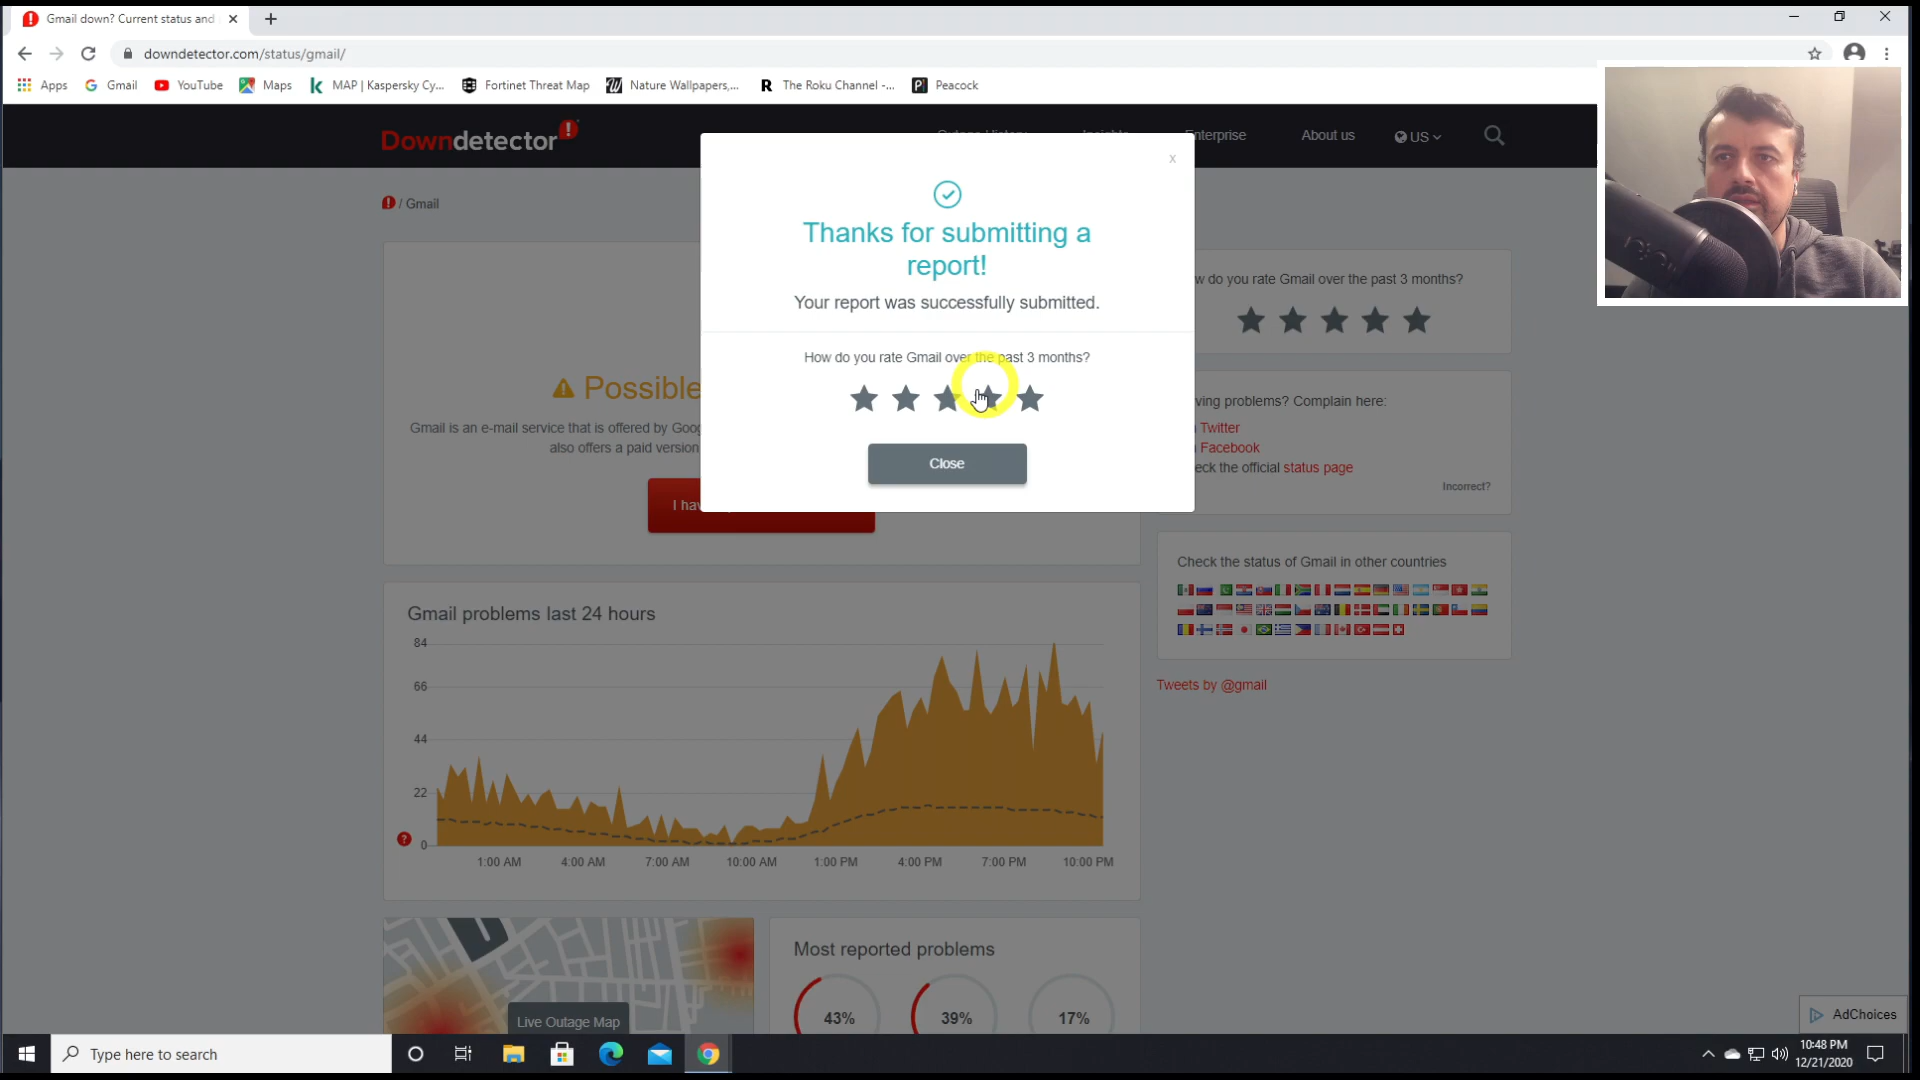 Gmail down? Current status and
downdetector.com/status/gmail/
Apps
Gmail
YouTube
Maps
MAP | Kaspersky Cy...
Fortinet Threat Map
Nature Wallpapers,...
The Roku Channel -...
Peacock
Downdetector
Enterprise
About us
US
/ Gmail
x
Thanks for submitting a
report!
Your report was successfully submitted.
How do you rate Gmail over the past 3 months?
Close
w do you rate Gmail over the past 3 months?
Possible
Gmail is an e-mail service that is offered by Goog
also offers a paid version
I hav
ving problems? Complain here:
Twitter
Facebook
eck the official status page
Incorrect?
Check the status of Gmail in other countries
Tweets by @gmail
Gmail problems last 24 hours
84
66
44
22
0
1:00 AM 4:00 AM 7:00 AM 10:00 AM 1:00 PM 4:00 PM 7:00 PM 10:00 PM
Live Outage Map
Most reported problems
43% 39% 17%
AdChoices
Type here to search
10:48 PM
12/21/2020